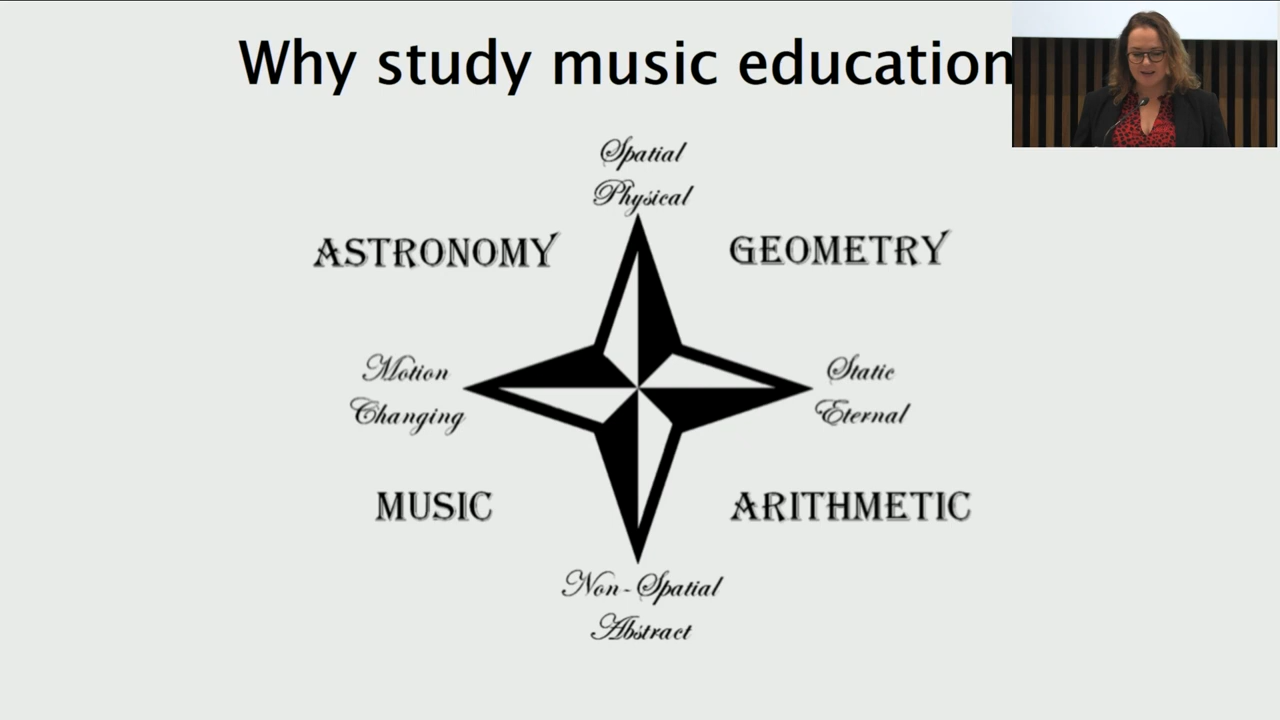 Why study music education
Spatial
Physical
ASTRONOMY
GEOMETRY
Motion
Changing
Static
Eternal
MUSIC
ARITHMETIC
Non-Spatial
Abstract